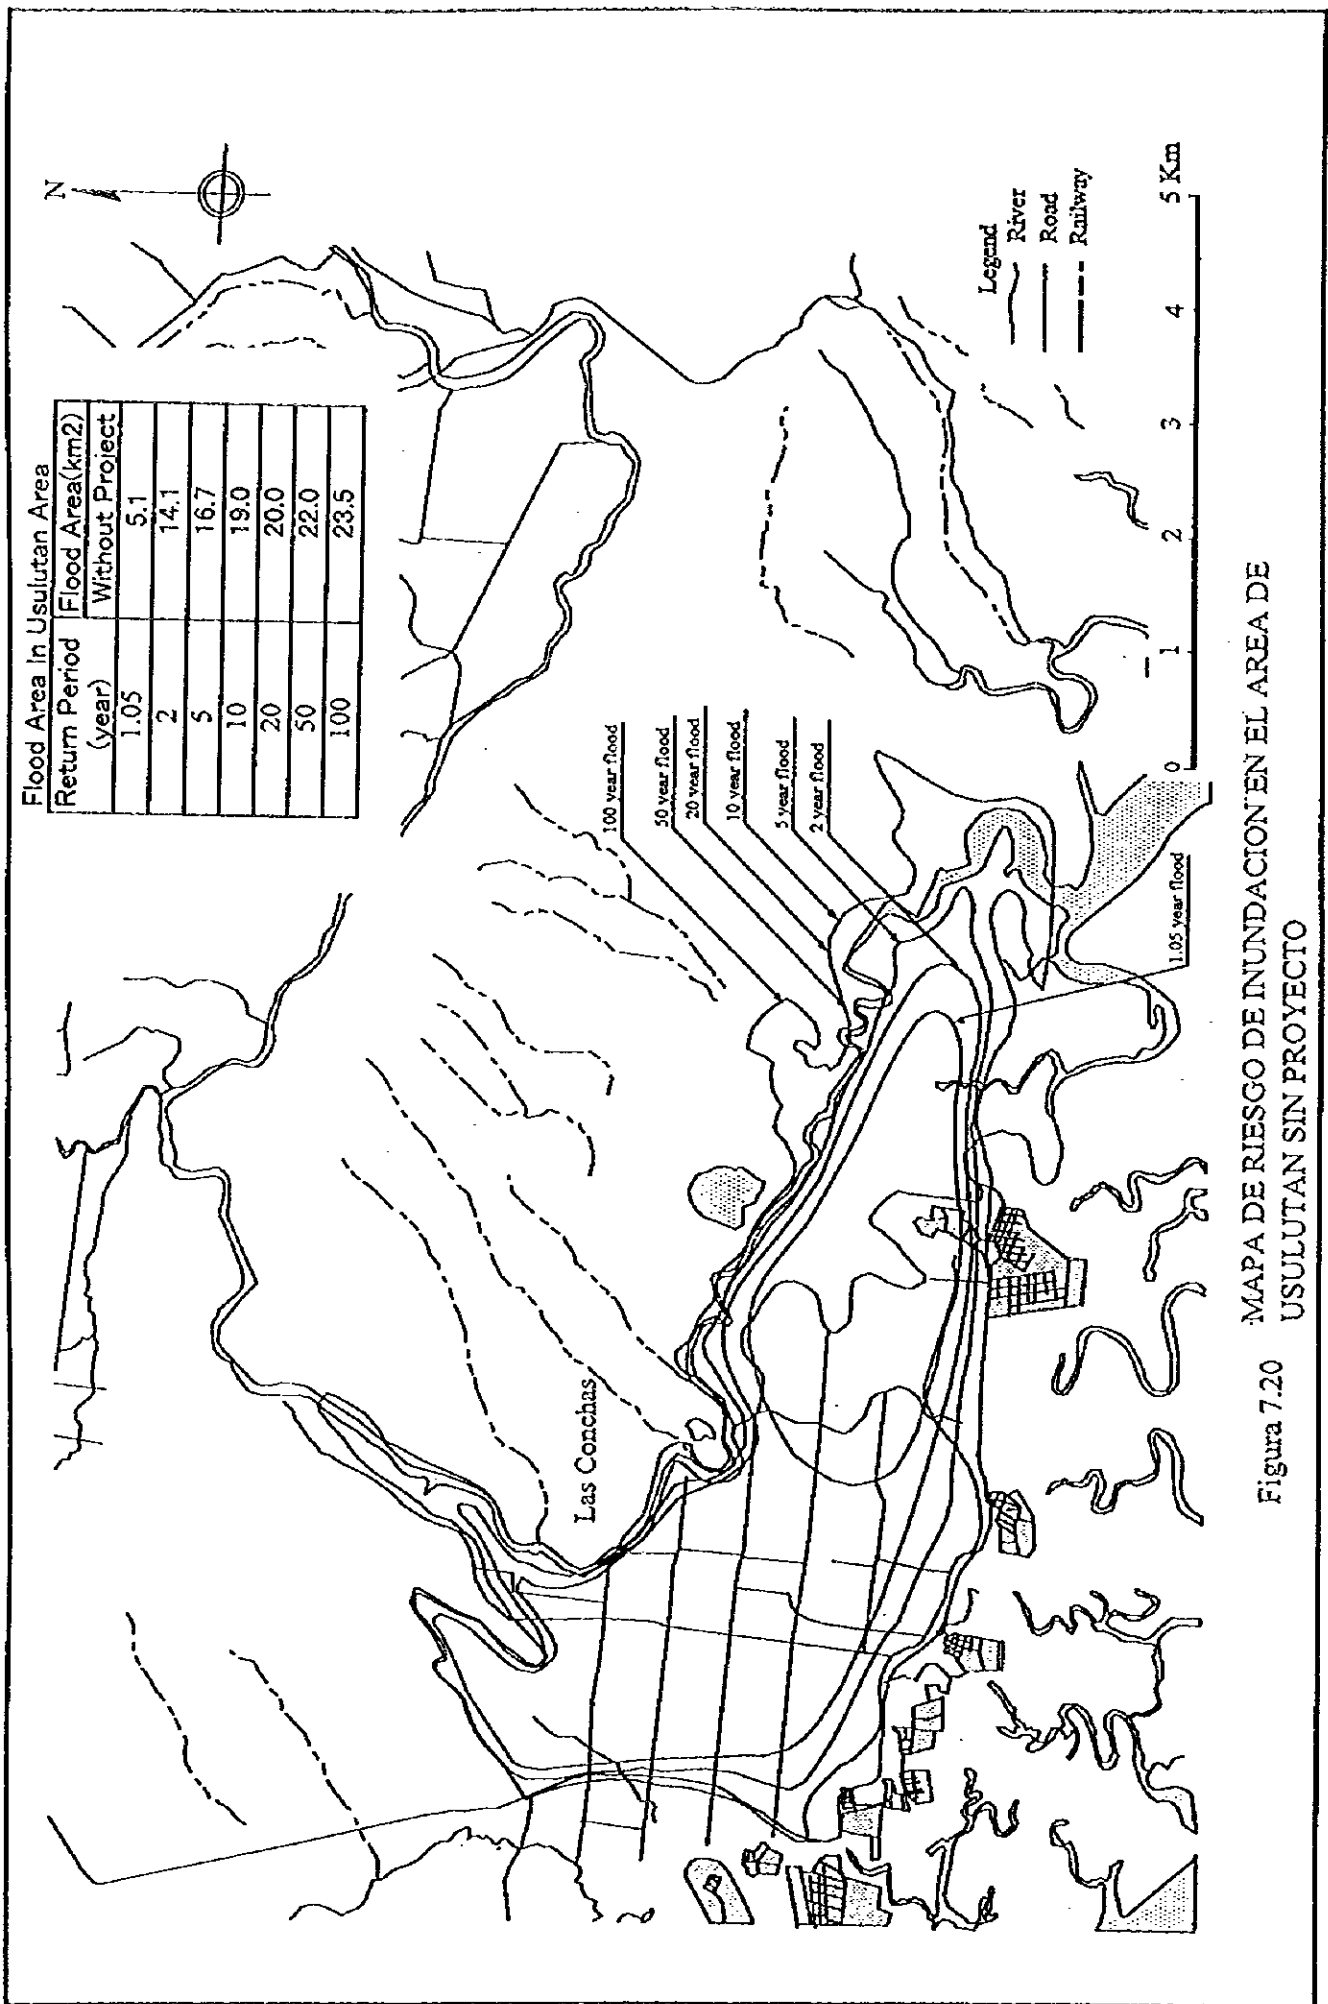 Flood Area In Usulutan Area
Return Period (year) Flood Area(km2) Without Project
1.05 5.1
2 14.1
5 16.7
10 19.0
20 20.0
50 22.0
100 23.5
N
Las Conchas
100 year flood
50 year flood
20 year flood
10 year flood
5 year flood
2 year flood
1.05 year flood
Legend
River
Road
Railway
0 1 2 3 4 5 Km
Figura 7.20 MAPA DE RIESGO DE INUNDACION EN EL AREA DE
USULUTAN SIN PROYECTO